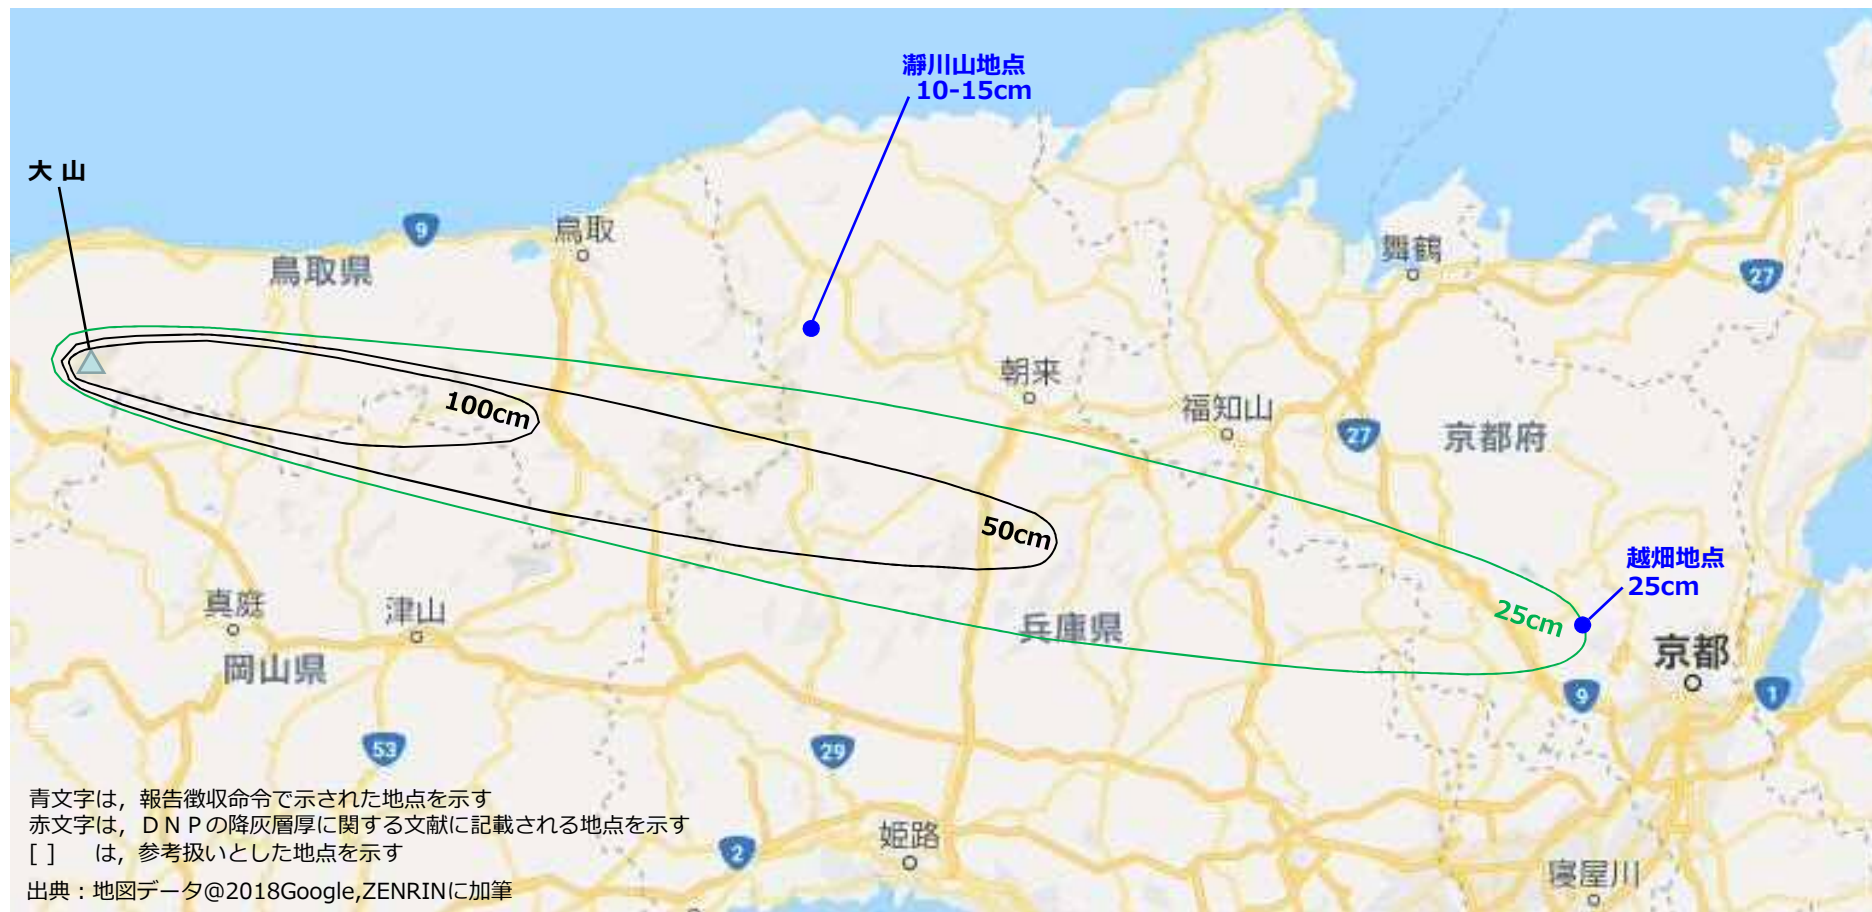 瀞川山地点
10-15cm
大 山
9
鳥取
鳥取県
舞鶴
27
朝来
100cm
福知山
27
京都府
50cm
越畑地点
25cm
25cm
真庭
津山
兵庫県
岡山県
京都
9
1
53
29
青文字は，報告徴収命令で示された地点を示す
赤文字は，ＤＮＰの降灰層厚に関する文献に記載される地点を示す
[ ]　は，参考扱いとした地点を示す
2
姫路
寝屋川
出典：地図データ@2018Google,ZENRINに加筆